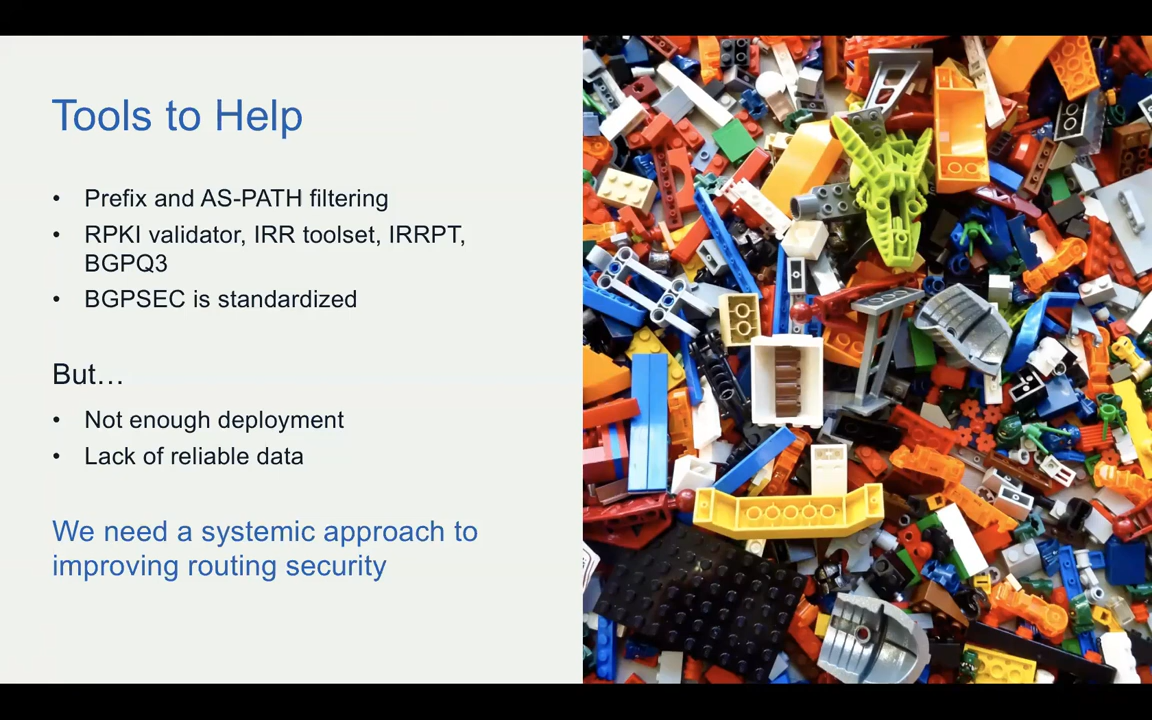 Tools to Help
• Prefix and AS-PATH filtering
• RPKI validator, IRR toolset, IRRPT,
BGPQ3
• BGPSEC is standardized
But…
• Not enough deployment
• Lack of reliable data
We need a systemic approach to
improving routing security